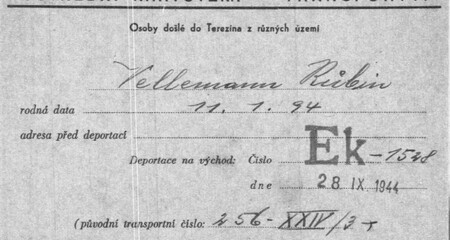 Osoby došlé do Terezína z různých území
Vellemann Rubin
rodná data 11. 1. 94
adresa před deportací
Deportace na východ: Číslo Ek-1528
dne 28 IX. 1944
(původní transportní číslo: 256-XXIV/3